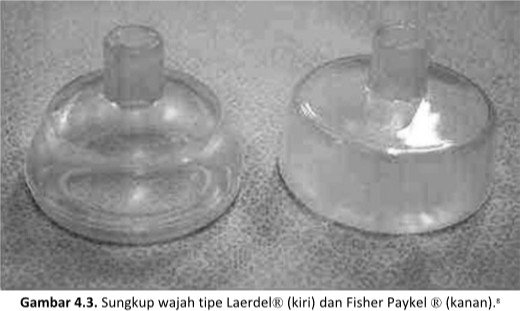 Gambar 4.3. Sungkup wajah tipe Laerdel® (kiri) dan Fisher Paykel ® (kanan).⁸